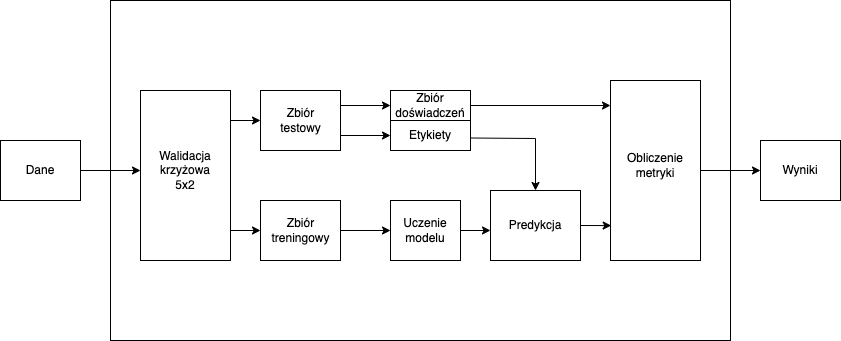 Dane
Walidacja
krzyżowa
5x2
Zbiór
testowy
Zbiór
doświadczeń
Etykiety
Zbiór
treningowy
Uczenie
modelu
Predykcja
Obliczenie
metryki
Wyniki